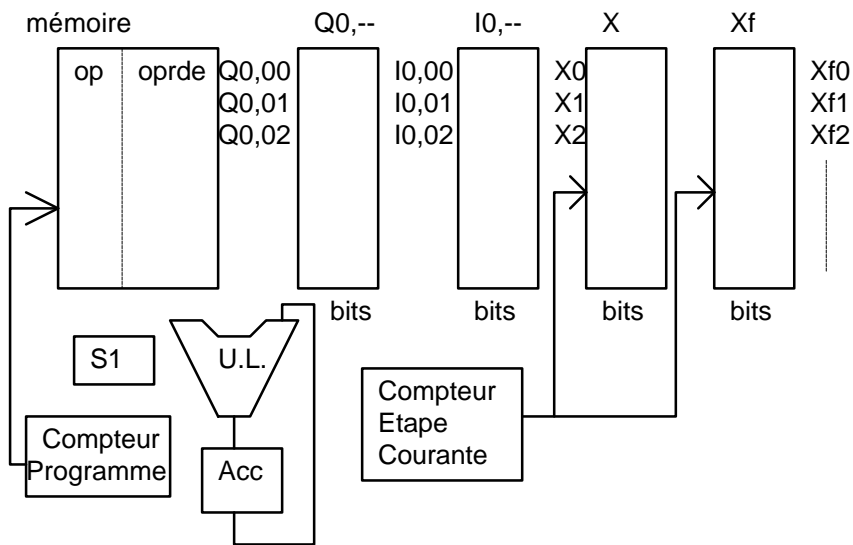 mémoire Q0,-- I0,-- X Xf
op oprde Q0,00 I0,00 X0 Xf0
Q0,01 I0,01 X1 Xf1
Q0,02 I0,02 X2 Xf2
bits bits bits bits
S1 U.L.
Compteur
Etape
Courante
Compteur
Programme
Acc